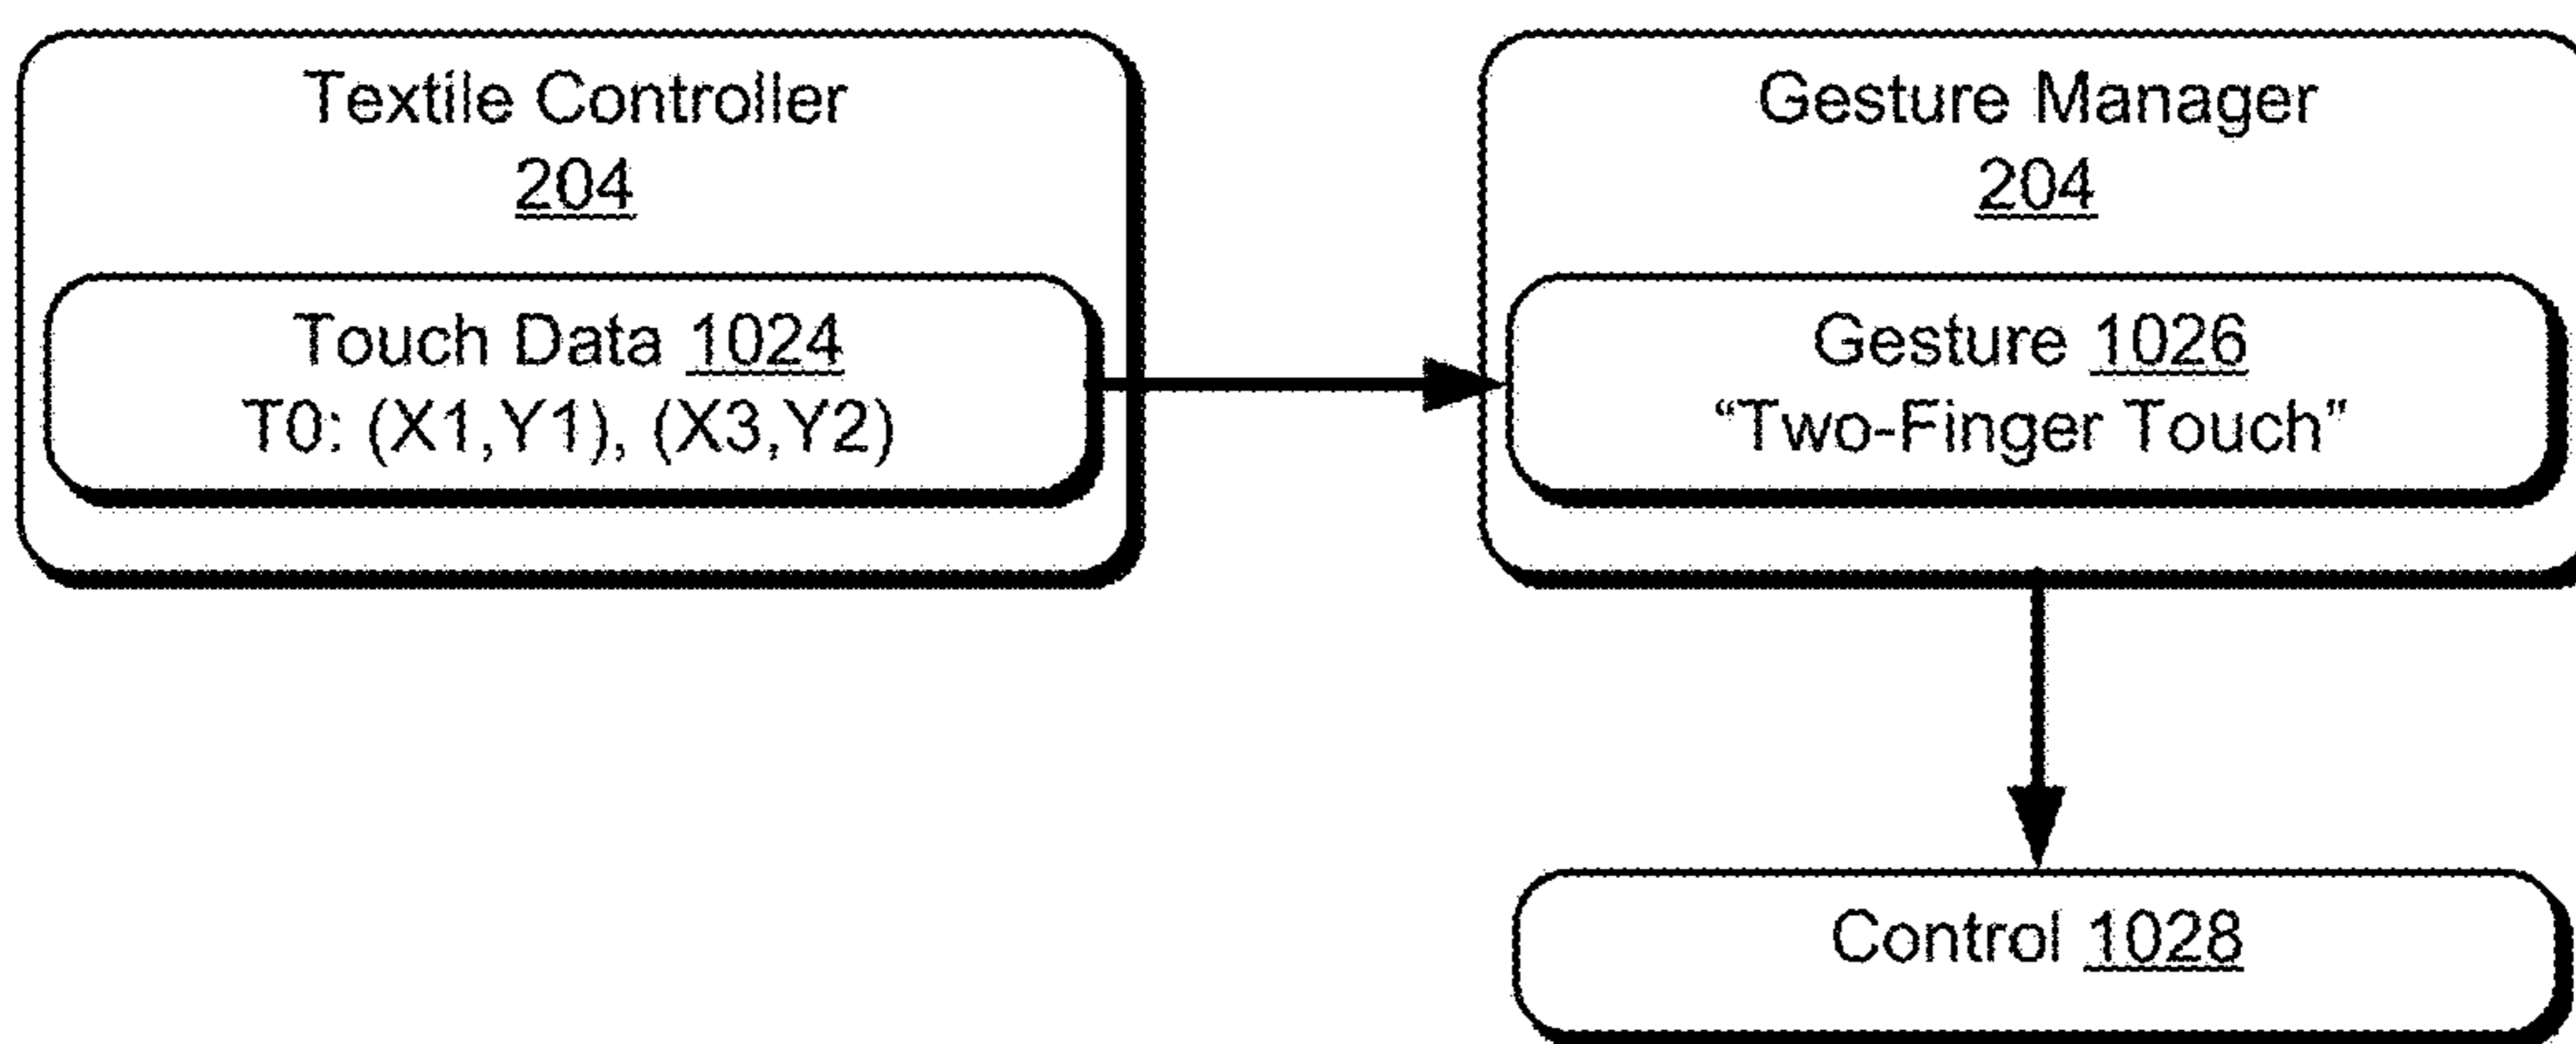 Textile Controller
204
Touch Data 1024
T0: (X1,Y1), (X3,Y2)
Gesture Manager
204
Gesture 1026
“Two-Finger Touch”
Control 1028